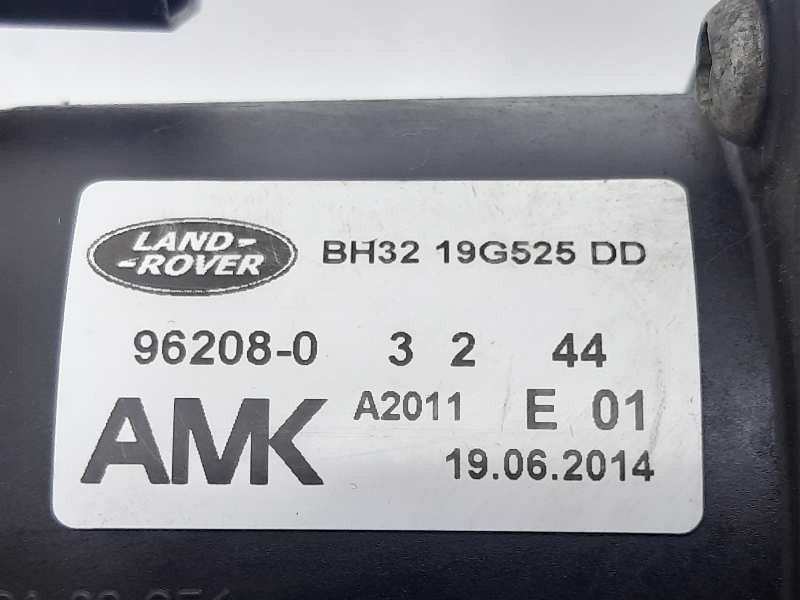 LAND-
-ROVER
BH32 19G525 DD
96208-0 3 2 44
AMK A2011 E 01
19.06.2014